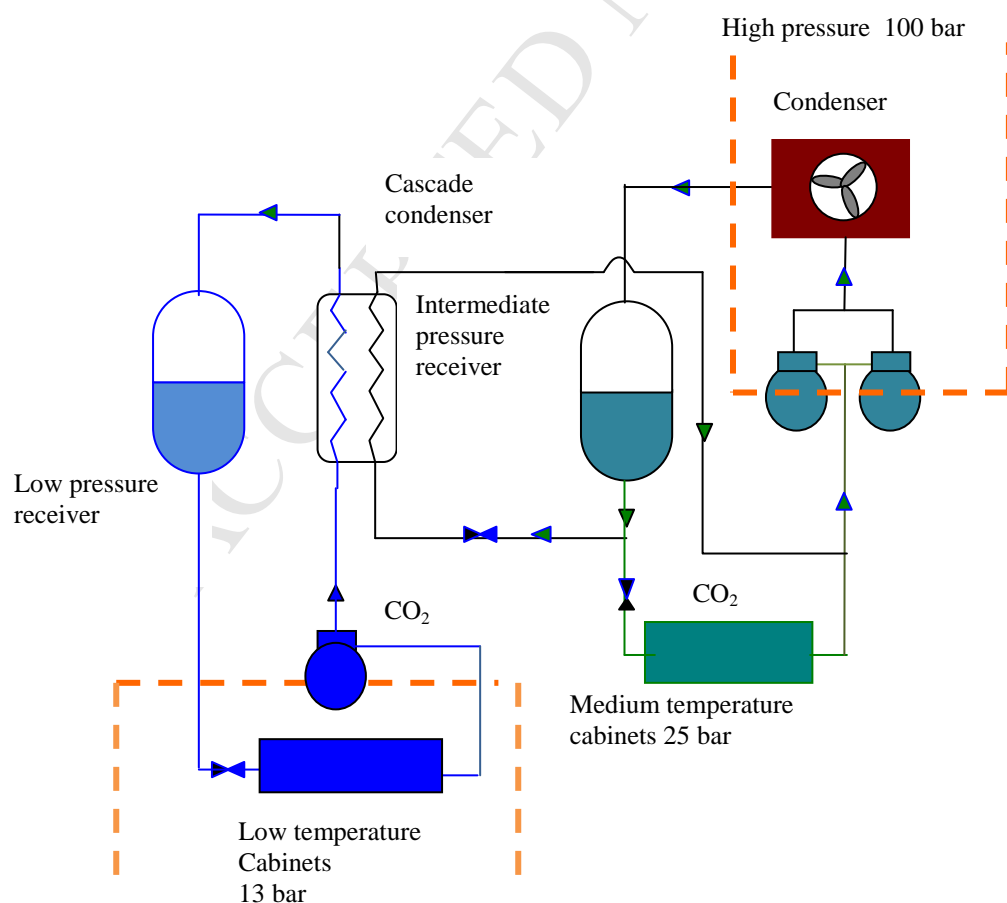 High pressure 100 bar
Condenser
Cascade
condenser
Intermediate
pressure
receiver
Low pressure
receiver
CO₂
CO₂
Medium temperature
cabinets 25 bar
Low temperature
Cabinets
13 bar